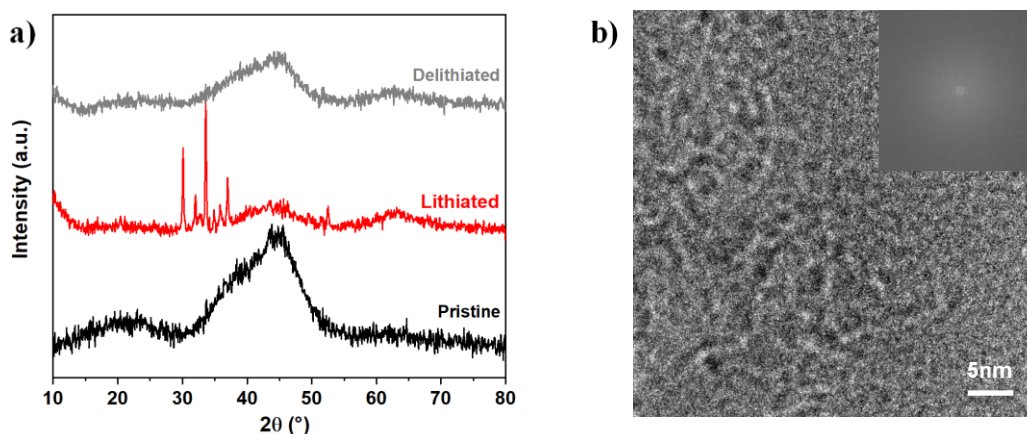 a)
Delithiated
Lithiated
Pristine
Intensity (a.u.)
10 20 30 40 50 60 70 80
2θ (°)
b)
5nm